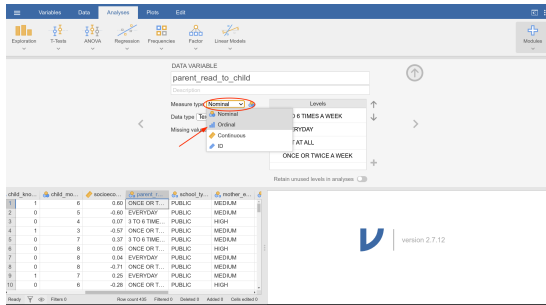 Variables Data Analyses Plots Edit
Exploration T-Tests ANOVA Regression Frequencies Factor Linear Models Modules
DATA VARIABLE
parent_read_to_child
Description
Measure type Nominal
Levels
Nominal
O 6 TIMES A WEEK
Data type
Ordinal
ERYDAY
Missing
Continuous
AT ALL
ID
ONCE OR TWICE A WEEK
Retain unused levels in analyses
child_kno... child_mo... socioeco... parent_r... school_ty... mother_e...
1 1 6 0.60 ONCE OR T... PUBLIC MEDIUM
2 0 5 -0.60 EVERYDAY PUBLIC MEDIUM
3 0 4 0.07 3 TO 6 TIME... PUBLIC HIGH
4 1 3 -0.57 ONCE OR T... PUBLIC MEDIUM
5 0 7 0.37 3 TO 6 TIME... PUBLIC MEDIUM
6 0 8 0.05 ONCE OR T... PUBLIC HIGH
7 0 8 0.04 EVERYDAY PUBLIC MEDIUM
8 0 8 -0.71 ONCE OR T... PUBLIC MEDIUM
9 1 7 0.25 EVERYDAY PUBLIC MEDIUM
10 0 6 -0.28 ONCE OR T... PUBLIC HIGH
version 2.7.12
Ready Filters 0 Row count 435 Filtered 0 Deleted 0 Added 0 Cells edited 0